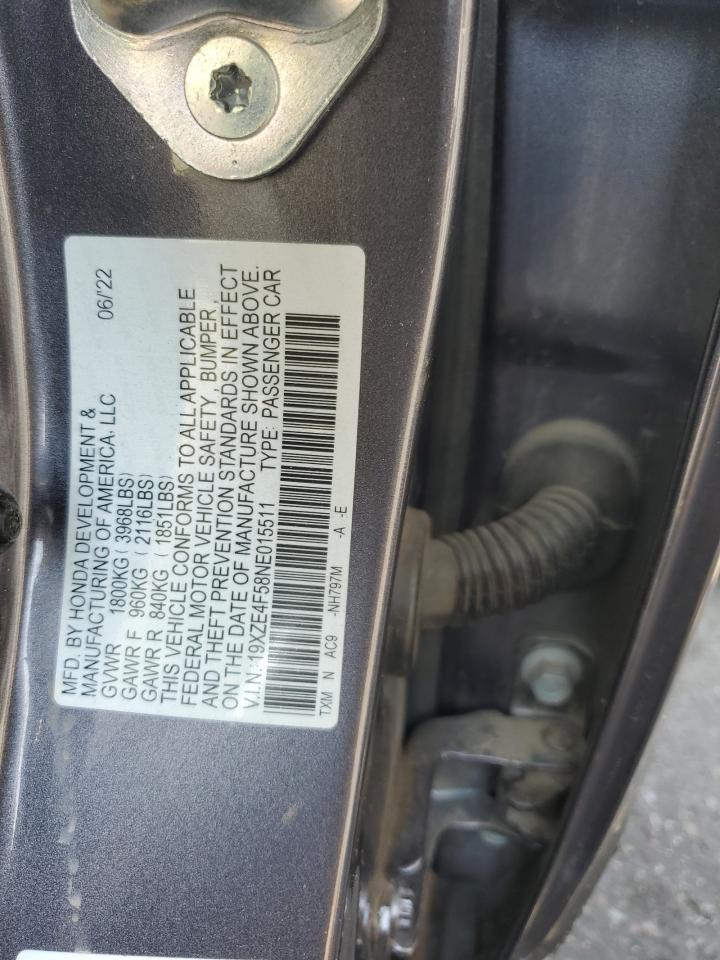 MFD. BY HONDA DEVELOPMENT &
MANUFACTURING OF AMERICA, LLC 06/'22
GVWR 1800KG (3968LBS)
GAWR F 960KG (2116LBS)
GAWR R 840KG (1851LBS)
THIS VEHICLE CONFORMS TO ALL APPLICABLE
FEDERAL MOTOR VEHICLE SAFETY, BUMPER,
AND THEFT PREVENTION STANDARDS IN EFFECT
ON THE DATE OF MANUFACTURE SHOWN ABOVE.
V.I.N.: 19XZE4F58NE015511 TYPE: PASSENGER CAR
TXM N AC9 -NH797M -A -E